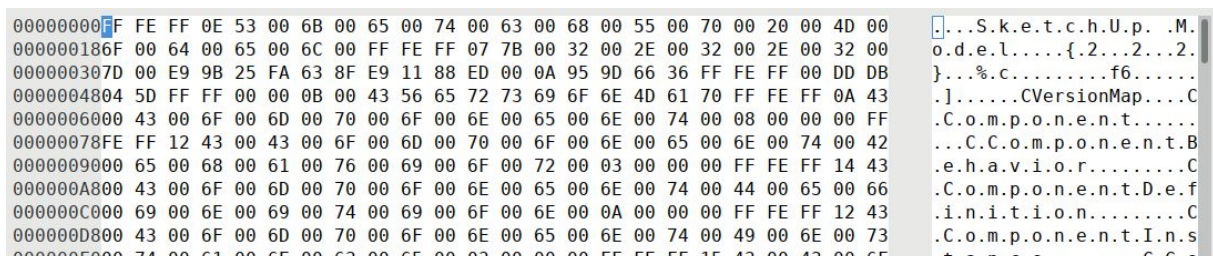 00000000FF FE FF 0E 53 00 6B 00 65 00 74 00 63 00 68 00 55 00 70 00 20 00 4D 00 ....S.k.e.t.c.h.U.p. .M.
000000186F 00 64 00 65 00 6C 00 FF FE FF 07 7B 00 32 00 2E 00 32 00 2E 00 32 00 o.d.e.l.....{.2...2...2.
000000307D 00 E9 9B 25 FA 63 8F E9 11 88 ED 00 0A 95 9D 66 36 FF FE FF 00 DD DB }...%.c.........f6......
0000004804 5D FF FF 00 00 0B 00 43 56 65 72 73 69 6F 6E 4D 61 70 FF FE FF 0A 43 .]......CVersionMap....C
0000006000 43 00 6F 00 6D 00 70 00 6F 00 6E 00 65 00 6E 00 74 00 08 00 00 00 FF .C.o.m.p.o.n.e.n.t......
00000078FE FF 12 43 00 43 00 6F 00 6D 00 70 00 6F 00 6E 00 65 00 6E 00 74 00 42 ...C.C.o.m.p.o.n.e.n.t.B
0000009000 65 00 68 00 61 00 76 00 69 00 6F 00 72 00 03 00 00 00 FF FE FF 14 43 .e.h.a.v.i.o.r.........C
000000A800 43 00 6F 00 6D 00 70 00 6F 00 6E 00 65 00 6E 00 74 00 44 00 65 00 66 .C.o.m.p.o.n.e.n.t.D.e.f
000000C000 69 00 6E 00 69 00 74 00 69 00 6F 00 6E 00 0A 00 00 00 FF FE FF 12 43 .i.n.i.t.i.o.n.........C
000000D800 43 00 6F 00 6D 00 70 00 6F 00 6E 00 65 00 6E 00 74 00 49 00 6E 00 73 .C.o.m.p.o.n.e.n.t.I.n.s